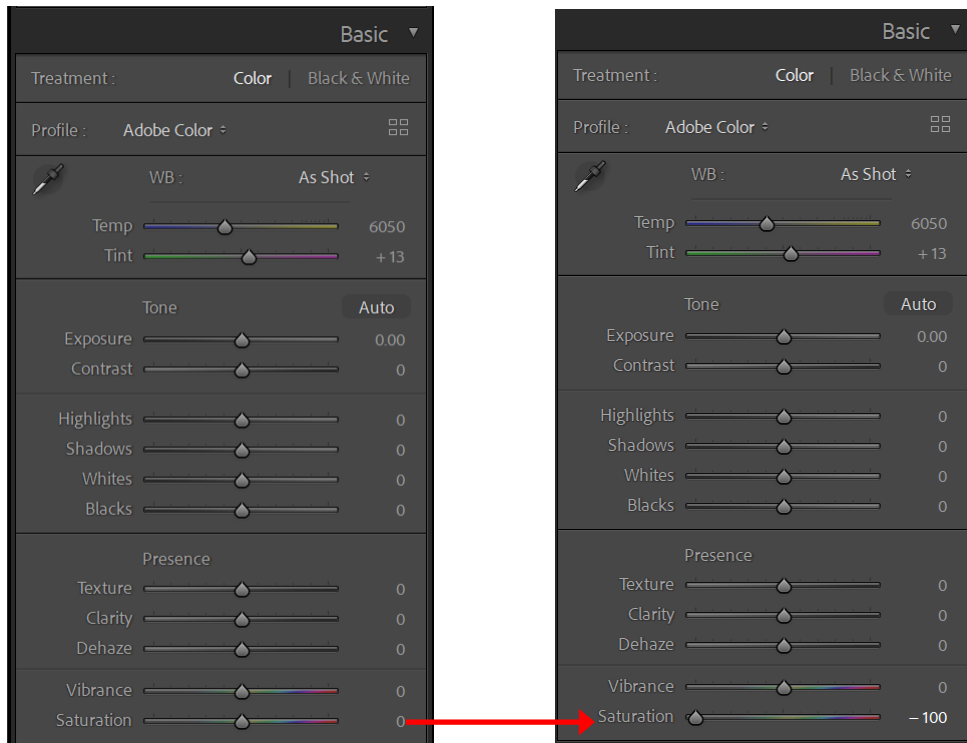 Basic ▼
Treatment : Color | Black & White
Profile : Adobe Color
WB : As Shot
Temp 6050
Tint + 13
Tone Auto
Exposure 0.00
Contrast 0
Highlights 0
Shadows 0
Whites 0
Blacks 0
Presence
Texture 0
Clarity 0
Dehaze 0
Vibrance 0
Saturation 0
Basic ▼
Treatment : Color | Black & White
Profile : Adobe Color
WB : As Shot
Temp 6050
Tint + 13
Tone Auto
Exposure 0.00
Contrast 0
Highlights 0
Shadows 0
Whites 0
Blacks 0
Presence
Texture 0
Clarity 0
Dehaze 0
Vibrance 0
Saturation – 100